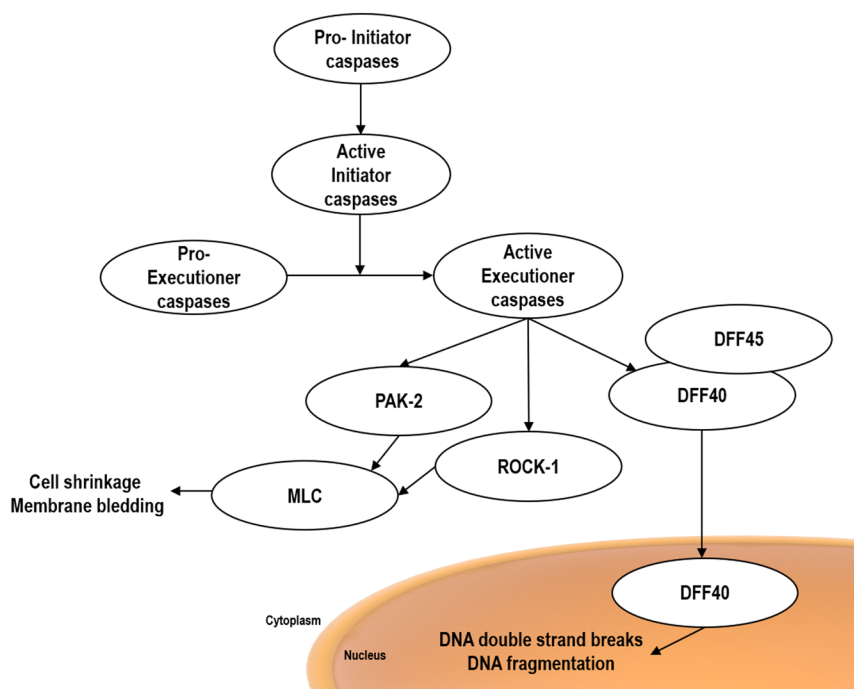 Pro- Initiator
caspases
Active
Initiator
caspases
Pro-
Executioner
caspases
Active
Executioner
caspases
DFF45
DFF40
PAK-2
ROCK-1
MLC
Cell shrinkage
Membrane bledding
DFF40
Cytoplasm
Nucleus
DNA double strand breaks
DNA fragmentation